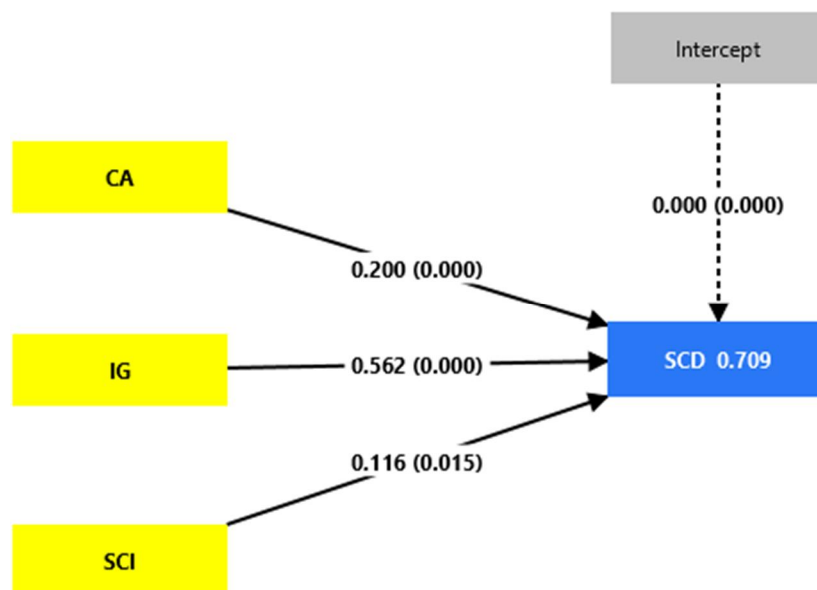 Intercept
CA
0.000 (0.000)
0.200 (0.000)
SCD 0.709
IG
0.562 (0.000)
0.116 (0.015)
SCI